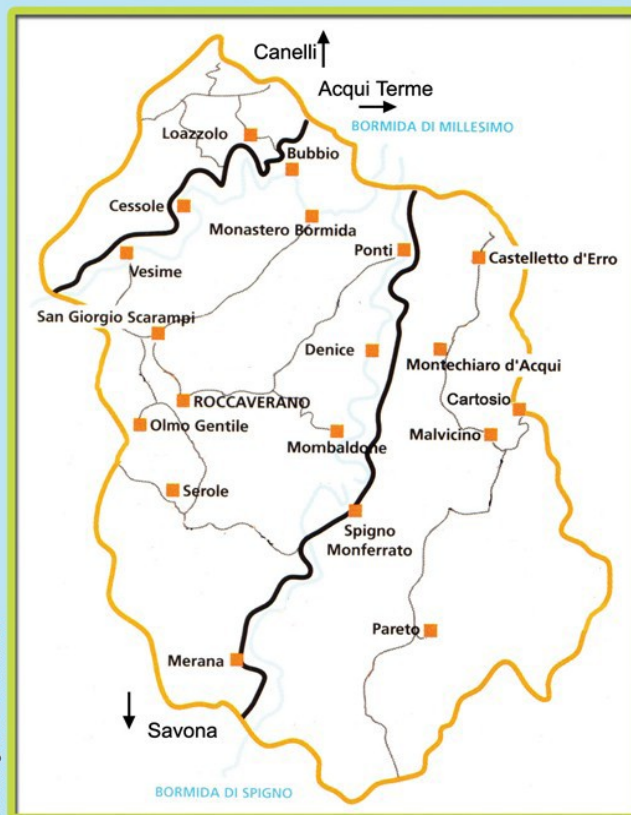 Canelli
Acqui Terme
BORMIDA DI MILLESIMO
Loazzolo
Bubbio
Cessole
Monastero Bormida
Ponti
Castelletto d'Erro
Vesime
San Giorgio Scarampi
Denice
Montechiaro d'Acqui
ROCCAVERANO
Cartosio
Olmo Gentile
Mombaldone
Malvicino
Serole
Spigno
Monferrato
Pareto
Merana
Savona
BORMIDA DI SPIGNO